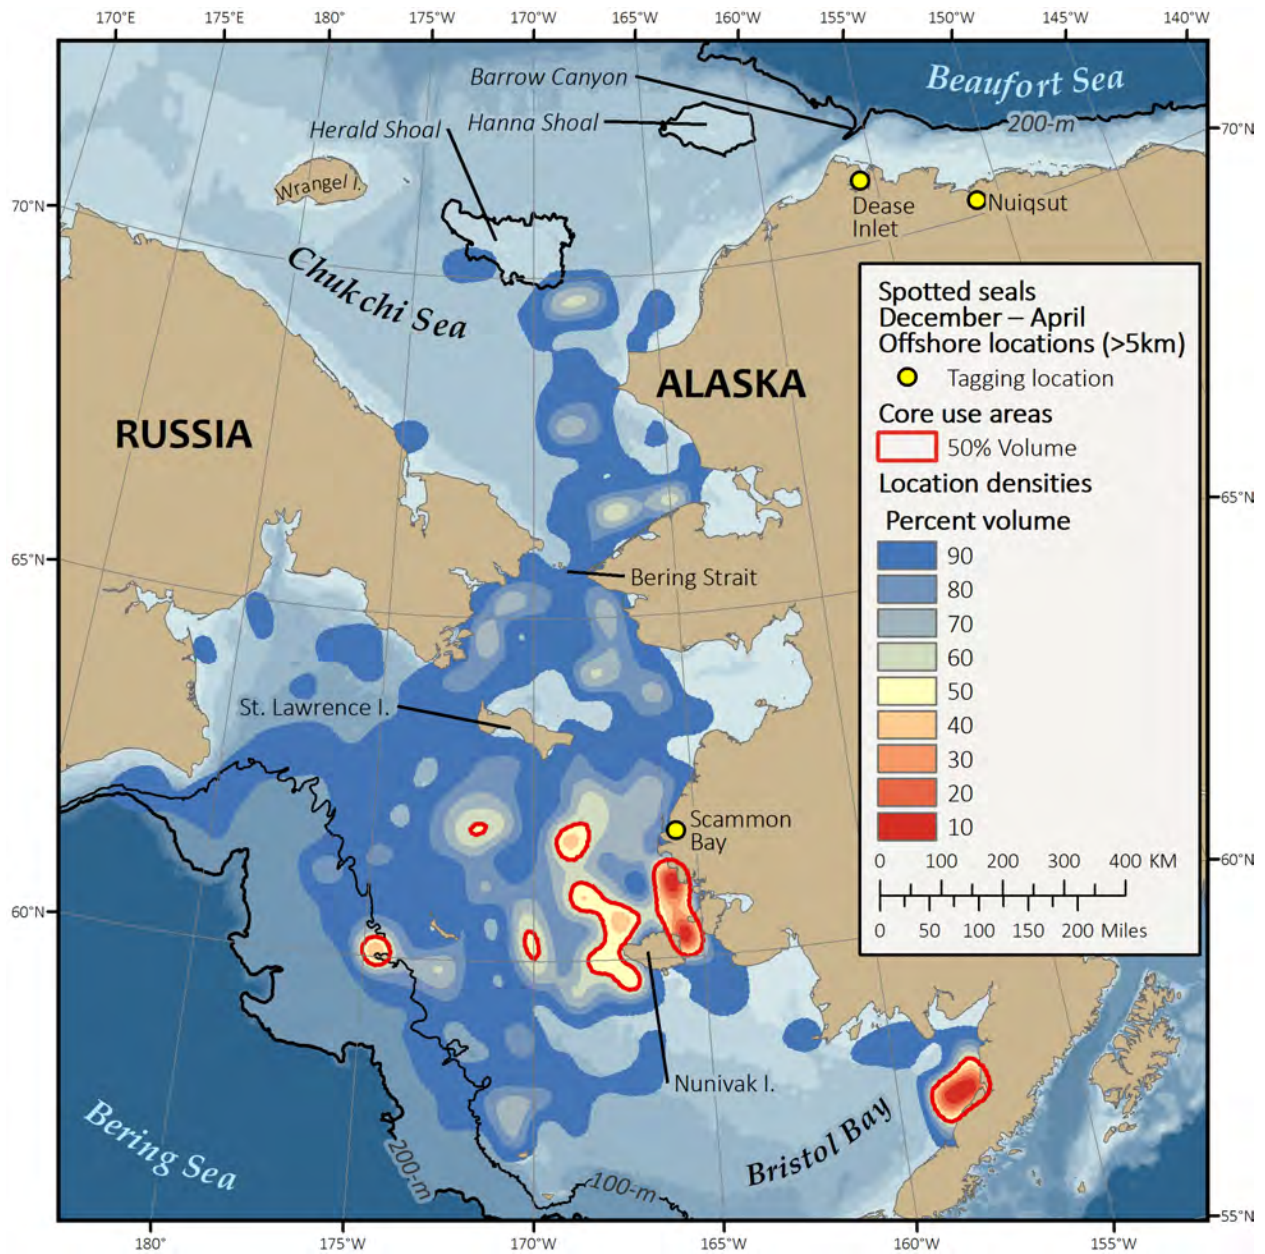 170°E 175°E 180° 175°W 170°W 165°W 160°W 155°W 150°W 145°W 140°W
Barrow Canyon
Beaufort Sea
Herald Shoal
Hanna Shoal
200-m
70°N
Wrangel I.
Dease
Inlet
Nuiqsut
70°N
Chukchi Sea
Spotted seals
December – April
Offshore locations (>5km)
Tagging location
Core use areas
50% Volume
Location densities
Percent volume
90
80
70
60
50
40
30
20
10
0 100 200 300 400 KM
0 50 100 150 200 Miles
ALASKA
RUSSIA
65°N
65°N
Bering Strait
St. Lawrence I.
Scammon
Bay
60°N
60°N
Nunivak I.
Bering Sea
Bristol Bay
200-m
100-m
55°N
180° 175°W 170°W 165°W 160°W 155°W